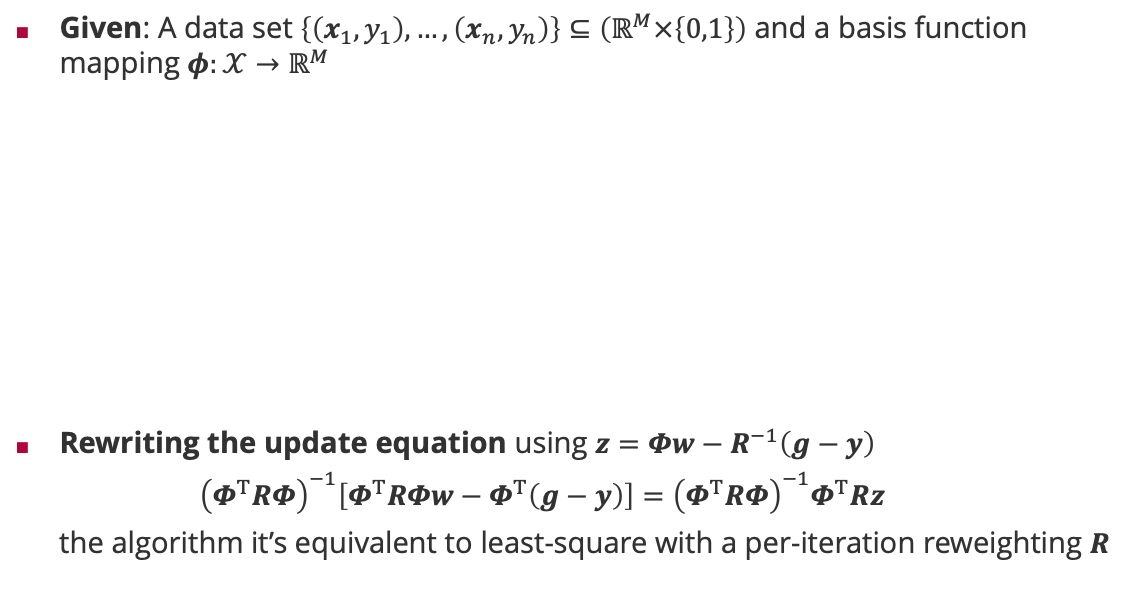 ▪ Given: A data set {(𝒙₁, 𝑦₁), …, (𝒙ₙ, 𝑦ₙ)} ⊆ (ℝᴹ×{0,1}) and a basis function
mapping 𝝓: 𝒳 → ℝᴹ
▪ Rewriting the update equation using 𝒛 = 𝜱𝒘 − 𝑹⁻¹(𝒈 − 𝒚)
(𝜱ᵀ𝑹𝜱)⁻¹[𝜱ᵀ𝑹𝜱𝒘 − 𝜱ᵀ(𝒈 − 𝒚)] = (𝜱ᵀ𝑹𝜱)⁻¹𝜱ᵀ𝑹𝒛
the algorithm it’s equivalent to least-square with a per-iteration reweighting 𝑹